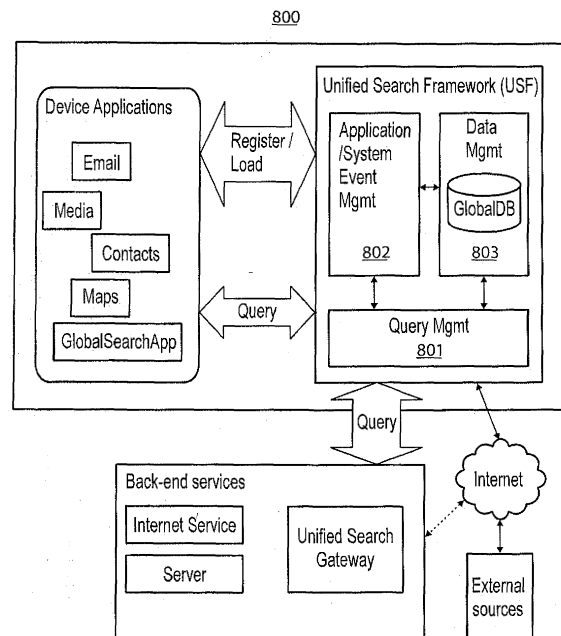 800
Unified Search Framework (USF)
Device Applications
Email
Media
Contacts
Maps
GlobalSearchApp
Register /
Load
Query
Application
/System
Event
Mgmt
802
Data
Mgmt
GlobalDB
803
Query Mgmt
801
Query
Internet
External
sources
Back-end services
Internet Service
Server
Unified Search
Gateway